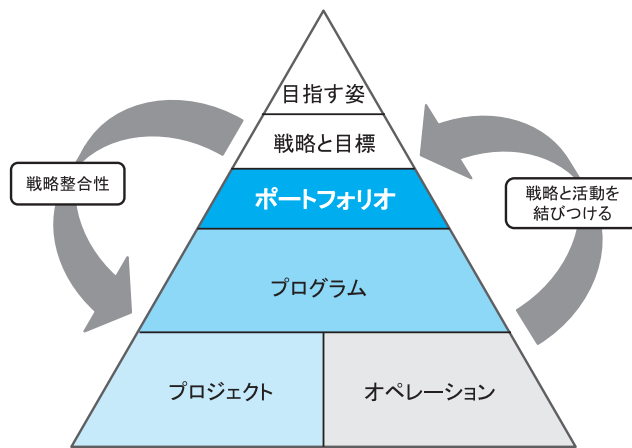 目指す姿
戦略と目標
戦略整合性
ポートフォリオ
戦略と活動を
結びつける
プログラム
プロジェクト
オペレーション